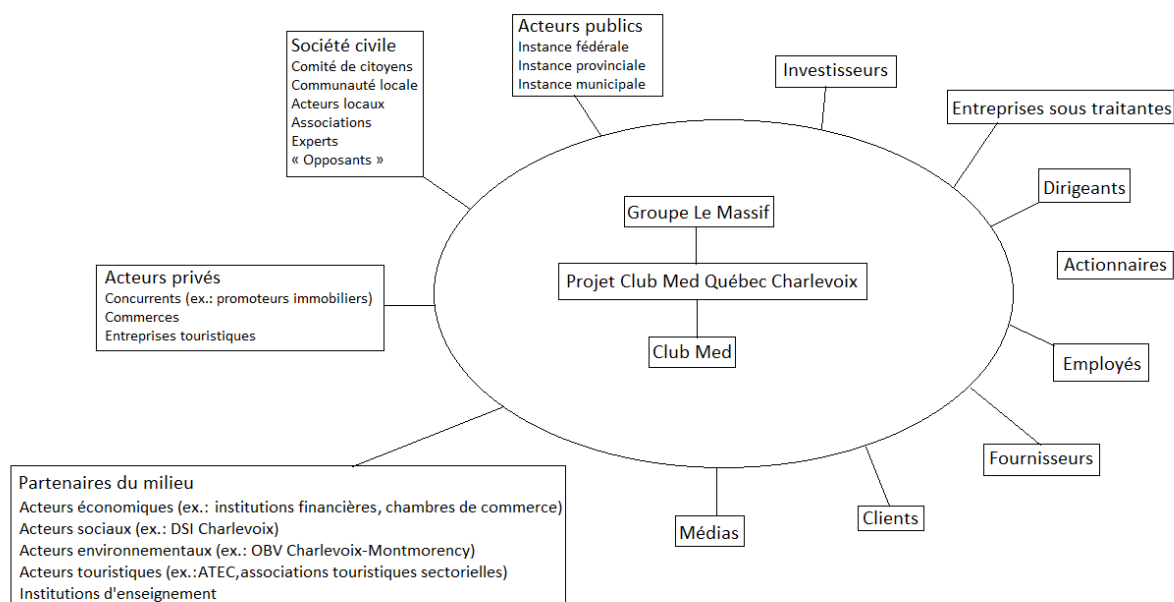 Société civile
Comité de citoyens
Communauté locale
Acteurs locaux
Associations
Experts
« Opposants »
Acteurs publics
Instance fédérale
Instance provinciale
Instance municipale
Investisseurs
Entreprises sous traitantes
Dirigeants
Actionnaires
Employés
Fournisseurs
Clients
Médias
Groupe Le Massif
Projet Club Med Québec Charlevoix
Club Med
Acteurs privés
Concurrents (ex.: promoteurs immobiliers)
Commerces
Entreprises touristiques
Partenaires du milieu
Acteurs économiques (ex.: institutions financières, chambres de commerce)
Acteurs sociaux (ex.: DSI Charlevoix)
Acteurs environnementaux (ex.: OBV Charlevoix-Montmorency)
Acteurs touristiques (ex.:ATEC,associations touristiques sectorielles)
Institutions d'enseignement